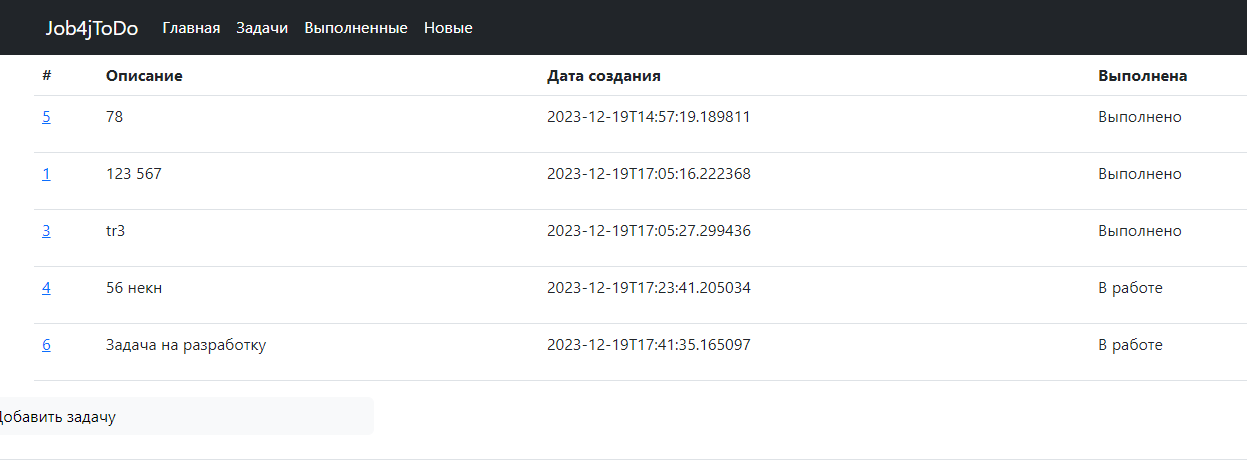 Job4jToDo Главная Задачи Выполненные Новые
# Описание Дата создания Выполнена
5 78 2023-12-19T14:57:19.189811 Выполнено
1 123 567 2023-12-19T17:05:16.222368 Выполнено
3 tr3 2023-12-19T17:05:27.299436 Выполнено
4 56 некн 2023-12-19T17:23:41.205034 В работе
6 Задача на разработку 2023-12-19T17:41:35.165097 В работе
Добавить задачу